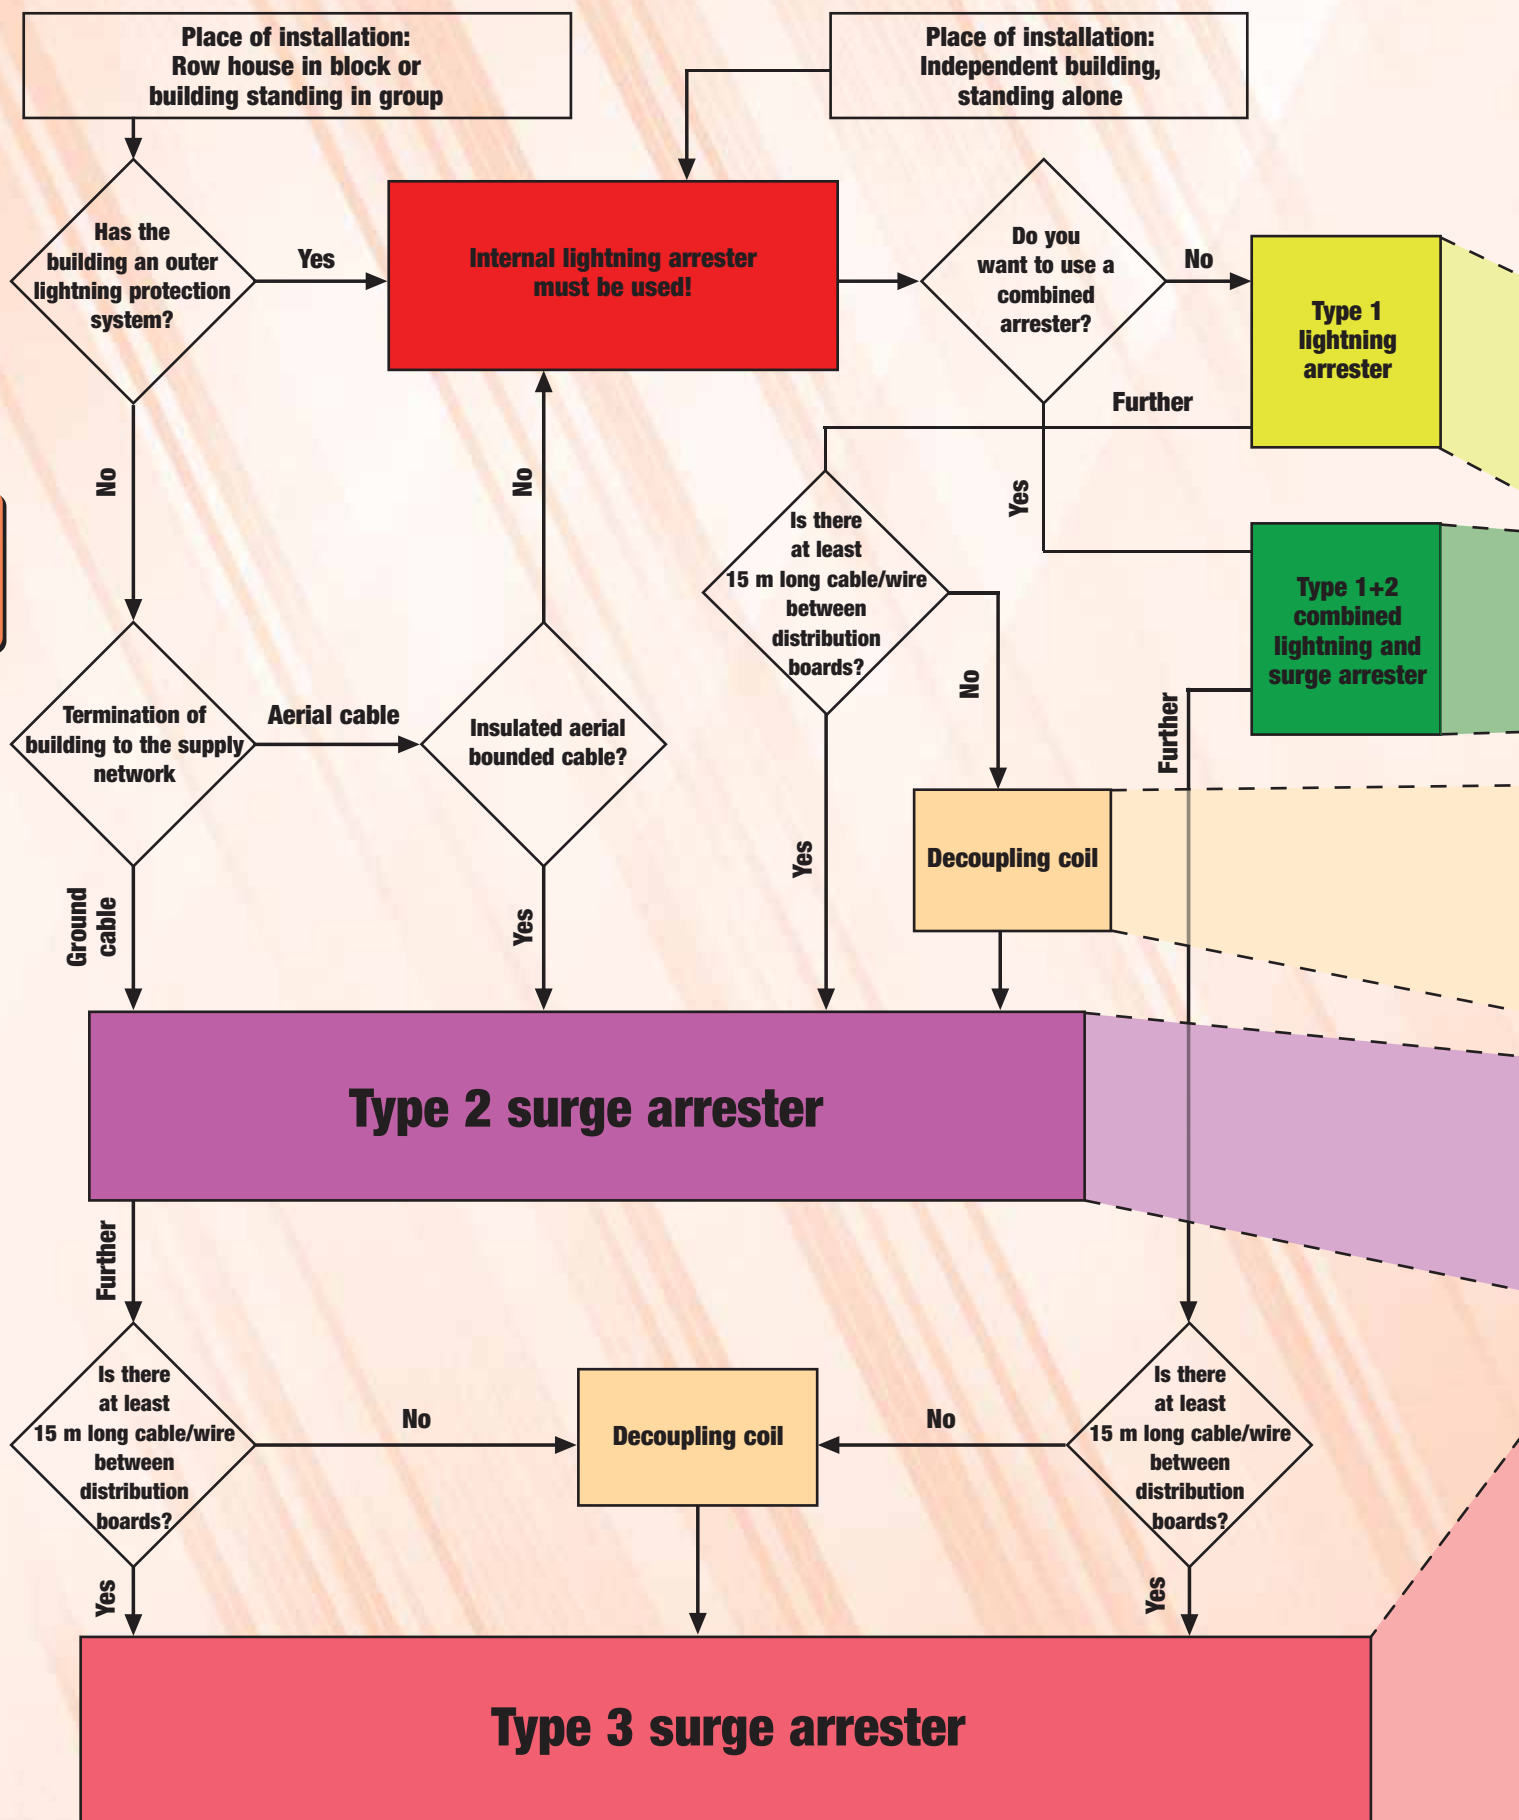 Place of installation:
Row house in block or
building standing in group
Place of installation:
Independent building,
standing alone
Has the
building an outer
lightning protection
system?
Yes
Internal lightning arrester
must be used!
Do you
want to use a
combined
arrester?
No
Type 1
lightning
arrester
Further
No
No
Yes
Is there
at least
15 m long cable/wire
between
distribution
boards?
Type 1+2
combined
lightning and
surge arrester
No
Further
Termination of
building to the supply
network
Aerial cable
Insulated aerial
bounded cable?
Yes
Decoupling coil
Ground
cable
Yes
Type 2 surge arrester
Further
Is there
at least
15 m long cable/wire
between
distribution
boards?
No
Decoupling coil
No
Is there
at least
15 m long cable/wire
between
distribution
boards?
Yes
Yes
Type 3 surge arrester